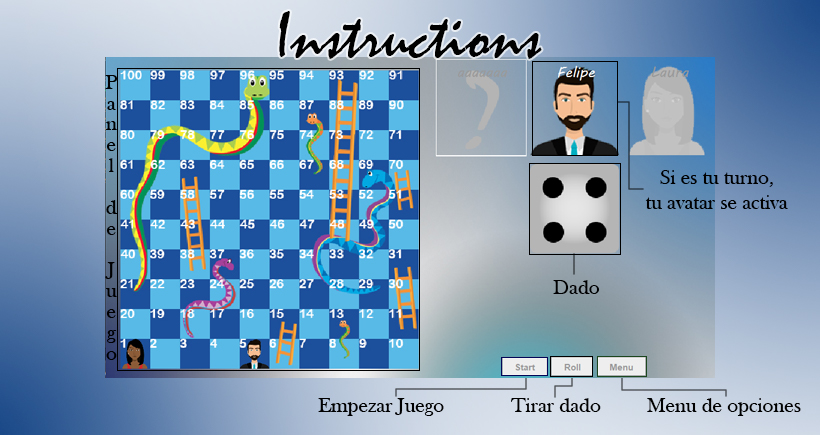 Instructions
Panel de Juego
100 99 98 97 96 95 94 93 92 91
81 82 83 84 85 86 87 88 89 90
80 79 78 77 76 75 74 73 72 71
61 62 63 64 65 66 67 68 69 70
60 59 58 57 56 55 54 53 52 51
41 42 43 44 45 46 47 48 49 50
40 39 38 37 36 35 34 33 32 31
21 22 23 24 25 26 27 28 29 30
20 19 18 17 16 15 14 13 12 11
1 2 3 4 5 6 7 8 9 10
?
Felipe
Laura
Si es tu turno,
tu avatar se activa
Dado
Start Roll Menu
Empezar Juego
Tirar dado
Menu de opciones